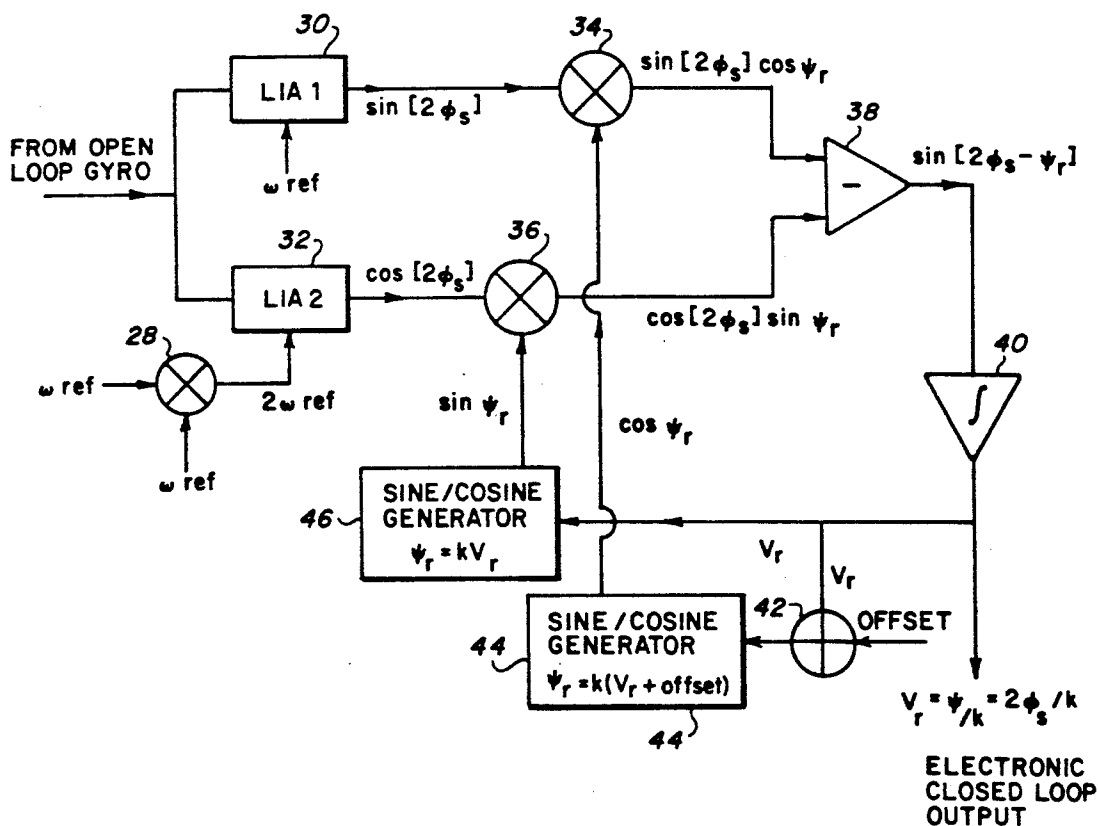 30
34
LIA 1
sin [2ϕs]
sin [2ϕs] cos ψr
38
FROM OPEN
LOOP GYRO
ω ref
−
sin [2ϕs − ψr]
32
36
LIA 2
cos [2ϕs]
cos [2ϕs] sin ψr
28
ω ref
2ω ref
ω ref
sin ψr
cos ψr
40
∫
46
SINE/COSINE
GENERATOR
ψr = kVr
Vr
Vr
42
OFFSET
44
SINE/COSINE
GENERATOR
ψr = k(Vr + offset)
44
Vr = ψ/k = 2ϕs/k
ELECTRONIC
CLOSED LOOP
OUTPUT